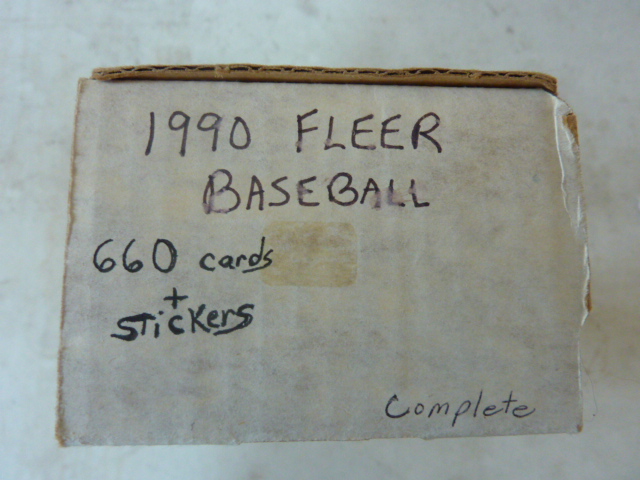 1990 FLEER
BASEBALL
660 cards
+
STicKers
Complete